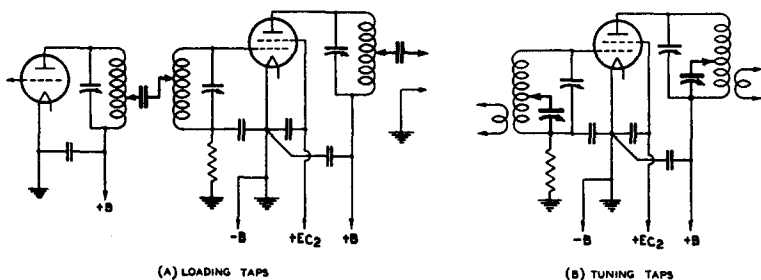 +B
-B
+EC2
+B
-B
+EC2
+B
(A) LOADING TAPS
(B) TUNING TAPS